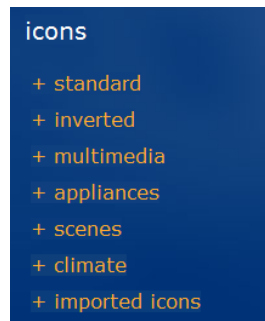 icons
+ standard
+ inverted
+ multimedia
+ appliances
+ scenes
+ climate
+ imported icons